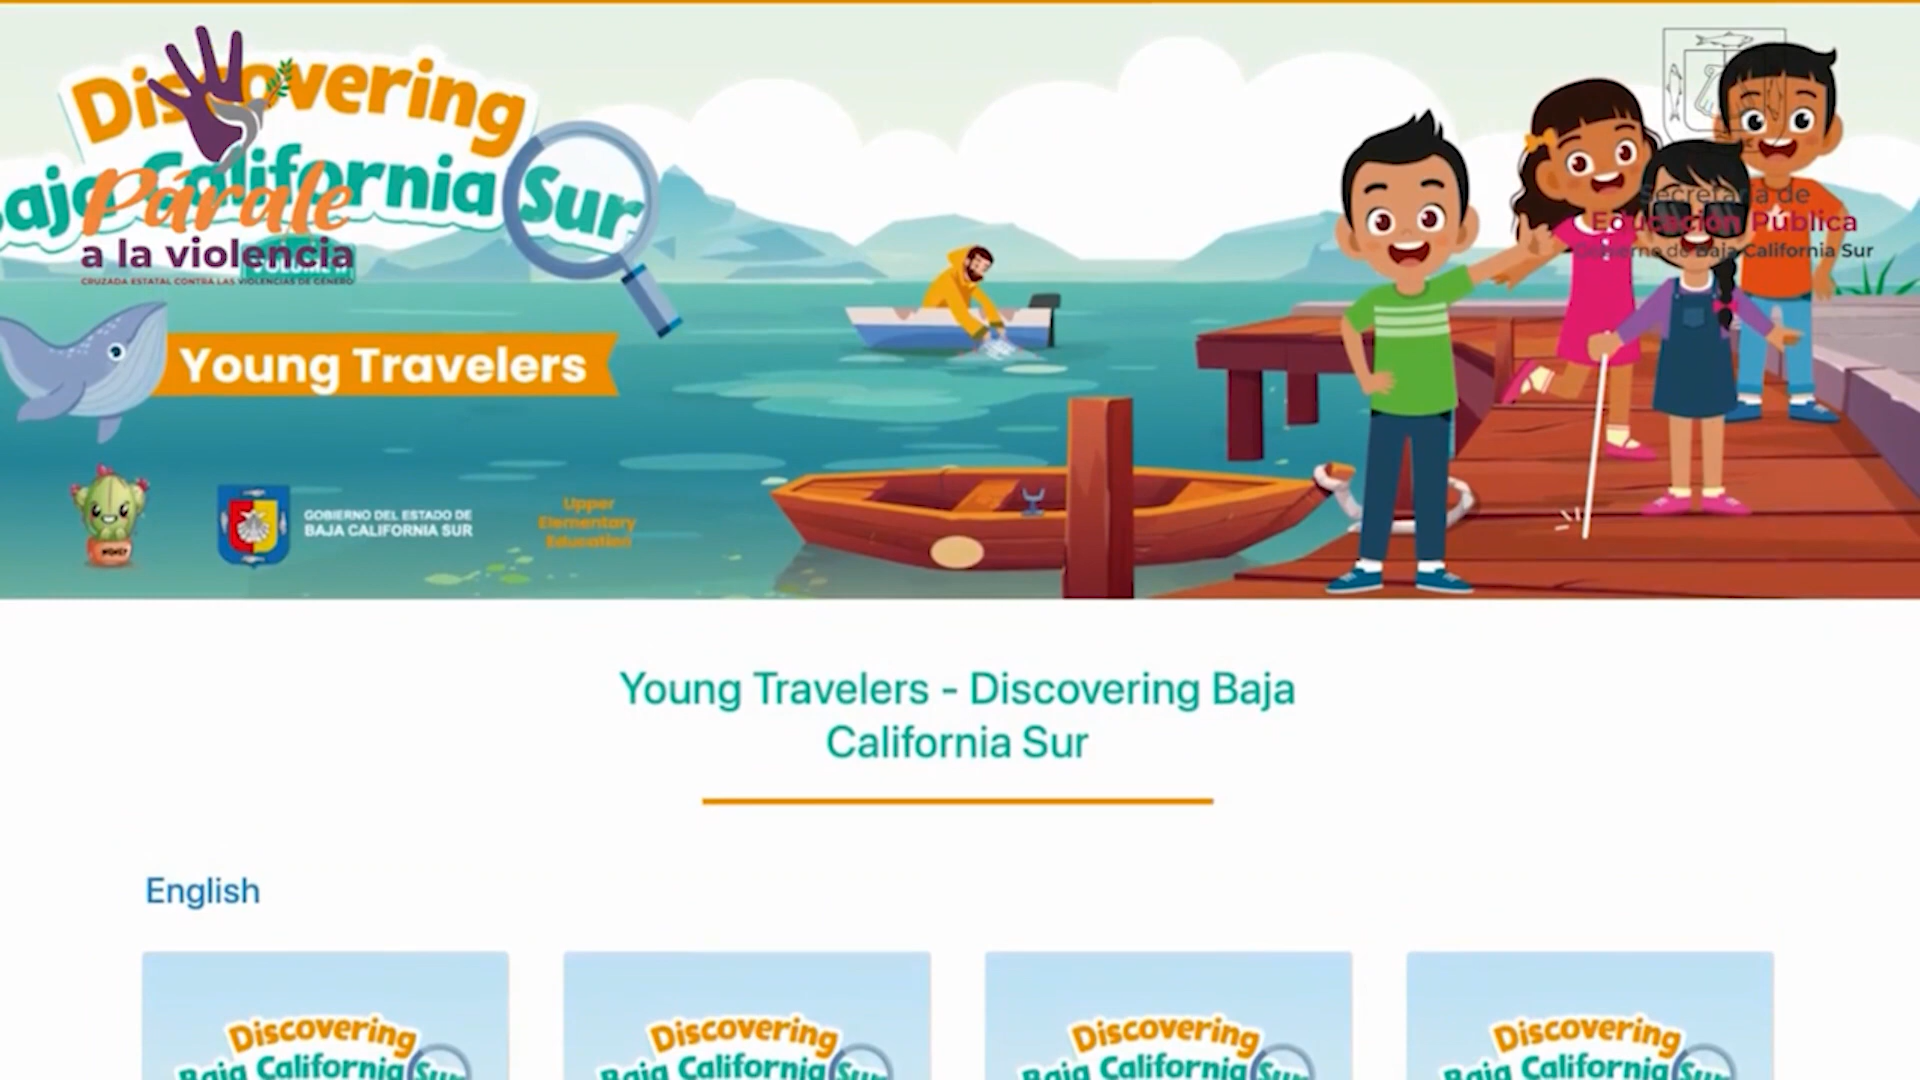 Discovering
Baja California Sur
Párale
a la violencia
CRUZADA ESTATAL CONTRA LAS VIOLENCIAS DE GÉNERO
Secretaría de
Educación Pública
Gobierno de Baja California Sur
Young Travelers
GOBIERNO DEL ESTADO DE
BAJA CALIFORNIA SUR
Upper
Elementary
Education
Young Travelers - Discovering Baja
California Sur
English
Discovering
Baja California Sur
Discovering
Baja California Sur
Discovering
Baja California Sur
Discovering
Baja California Sur